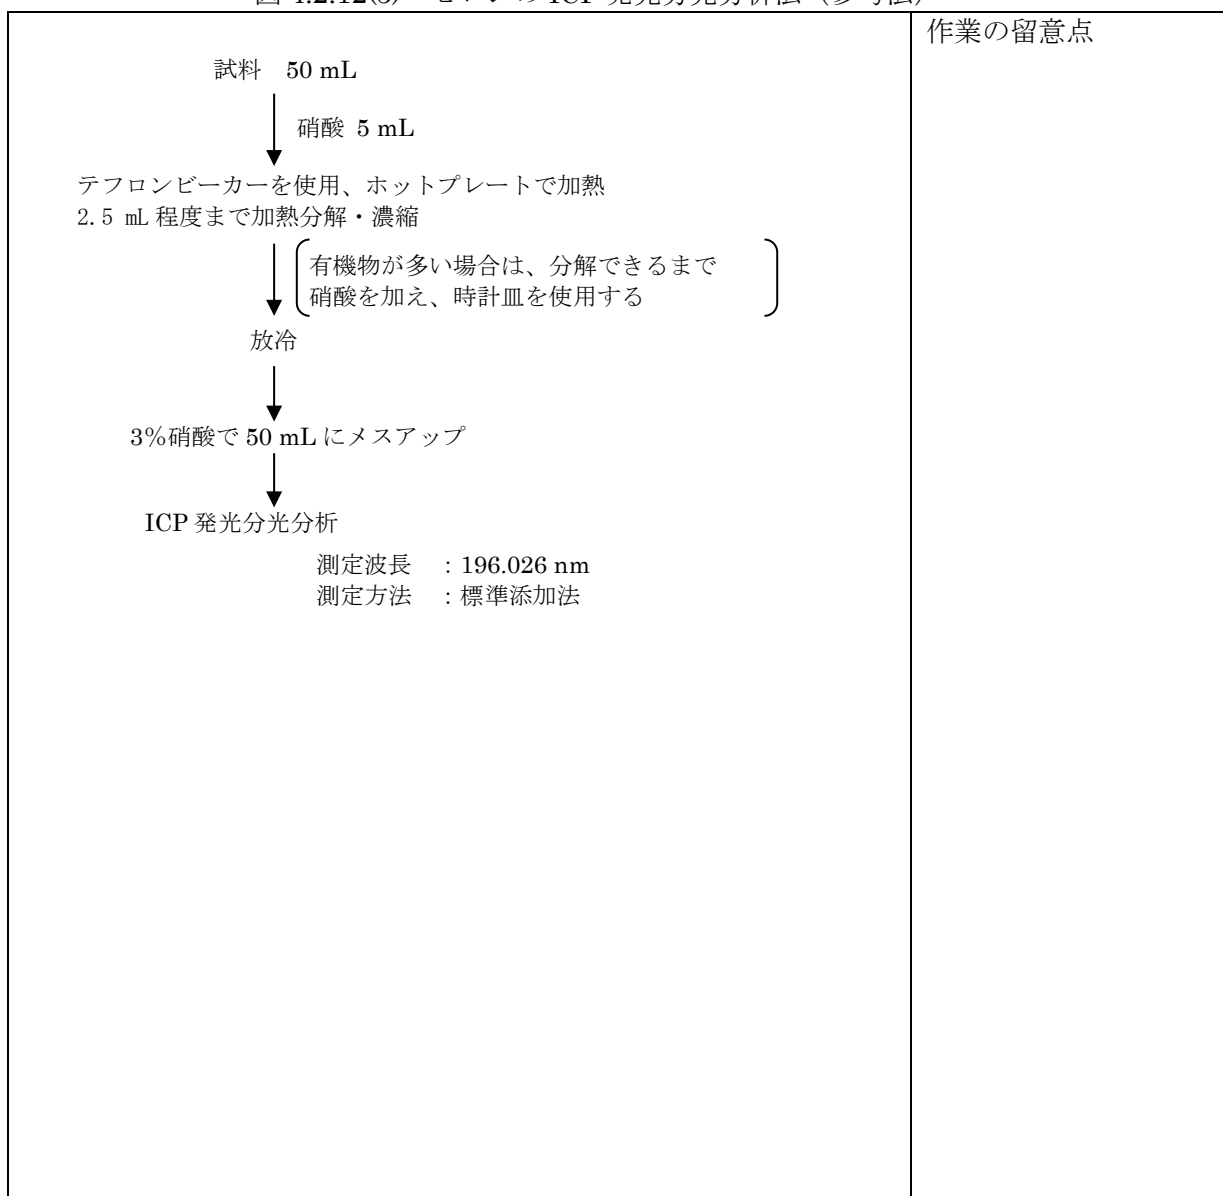 作業の留意点
試料 50 mL
硝酸 5 mL
テフロンビーカーを使用、ホットプレートで加熱
2.5 ㎖程度まで加熱分解・濃縮
有機物が多い場合は、分解できるまで
硝酸を加え、時計皿を使用する
放冷
3%硝酸で 50 mL にメスアップ
ICP 発光分光分析
測定波長 : 196.026 nm
測定方法 : 標準添加法